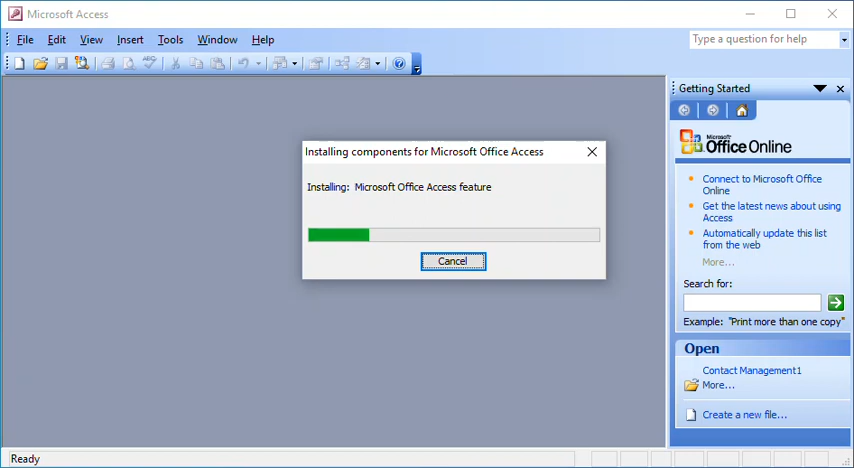 Microsoft Access
File Edit View Insert Tools Window Help
Type a question for help
Getting Started
Microsoft
Office Online
Connect to Microsoft Office
Online
Get the latest news about using
Access
Automatically update this list
from the web
More...
Search for:
Example: "Print more than one copy"
Open
Contact Management1
More...
Create a new file...
Installing components for Microsoft Office Access
Installing: Microsoft Office Access feature
Cancel
Ready